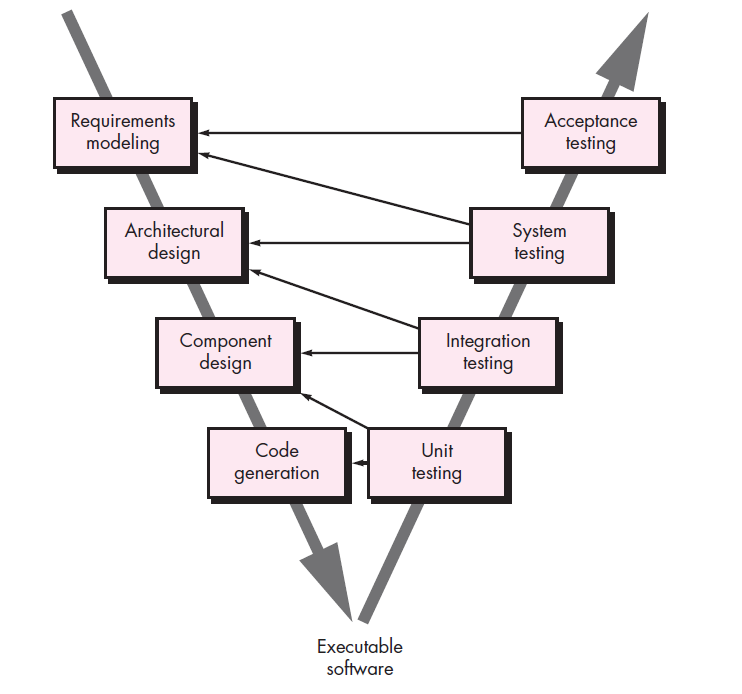 Requirements
modeling
Acceptance
testing
Architectural
design
System
testing
Component
design
Integration
testing
Code
generation
Unit
testing
Executable
software